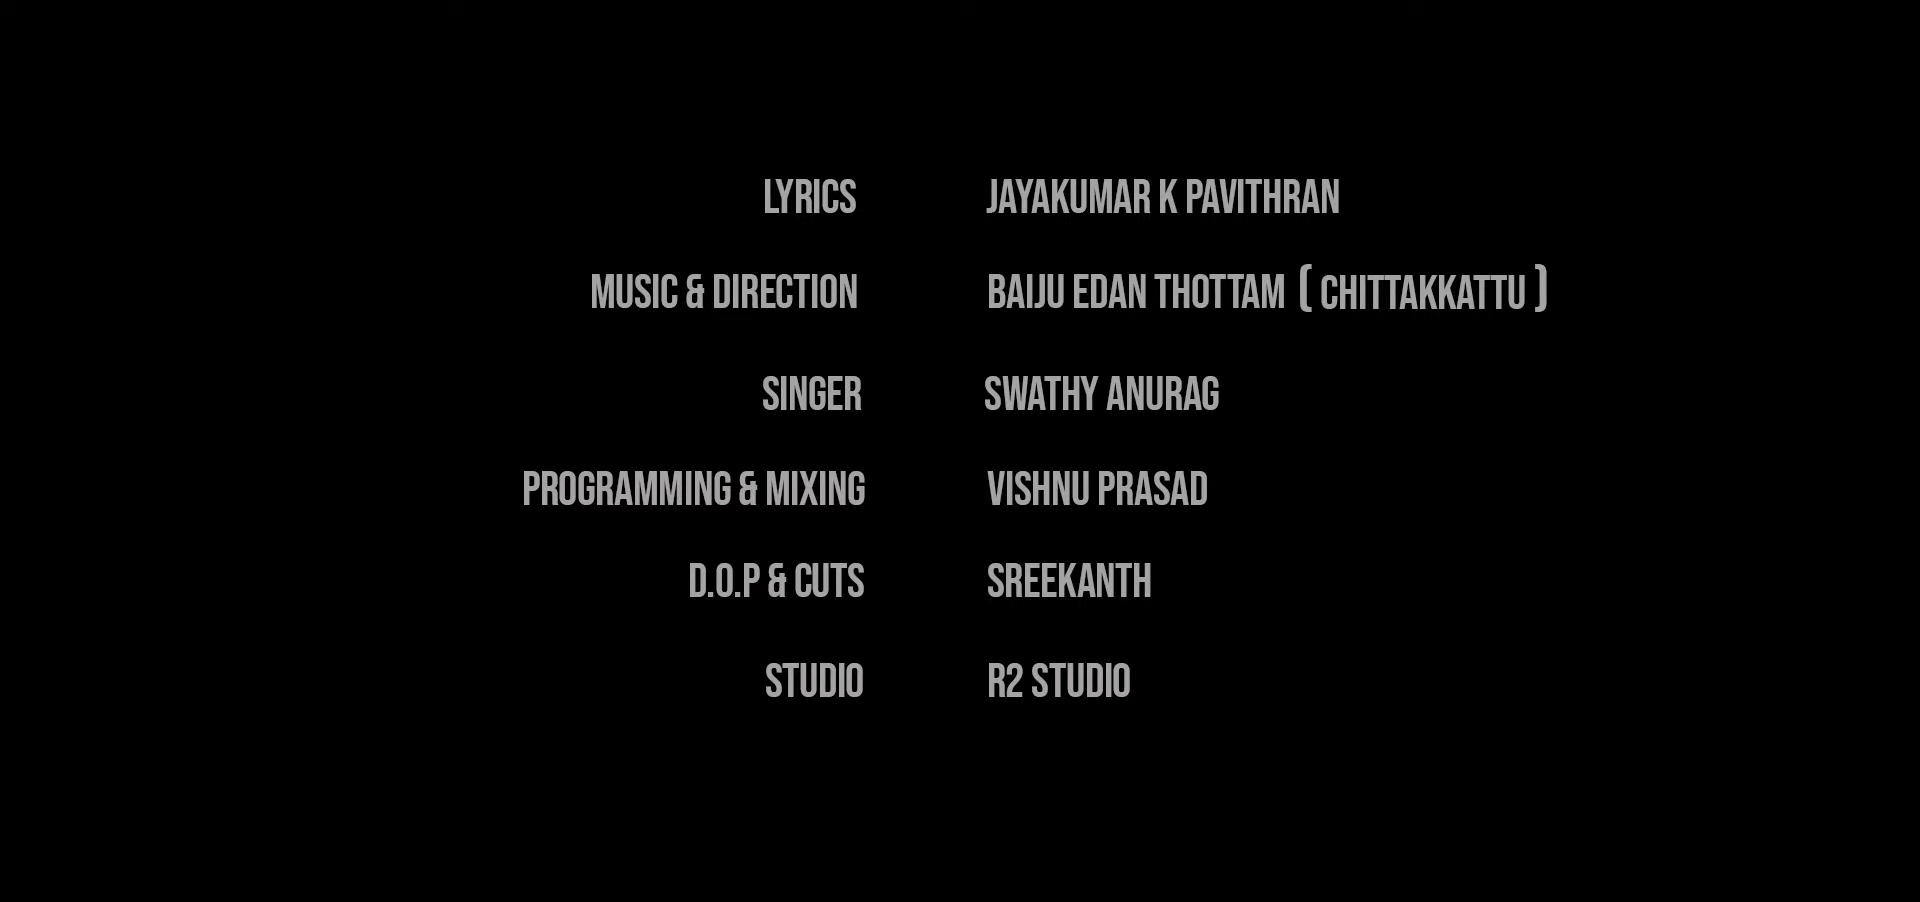 LYRICS JAYAKUMAR K PAVITHRAN
MUSIC & DIRECTION BAIJU EDAN THOTTAM ( CHITTAKKATTU )
SINGER SWATHY ANURAG
PROGRAMMING & MIXING VISHNU PRASAD
D.O.P & CUTS SREEKANTH
STUDIO R2 STUDIO